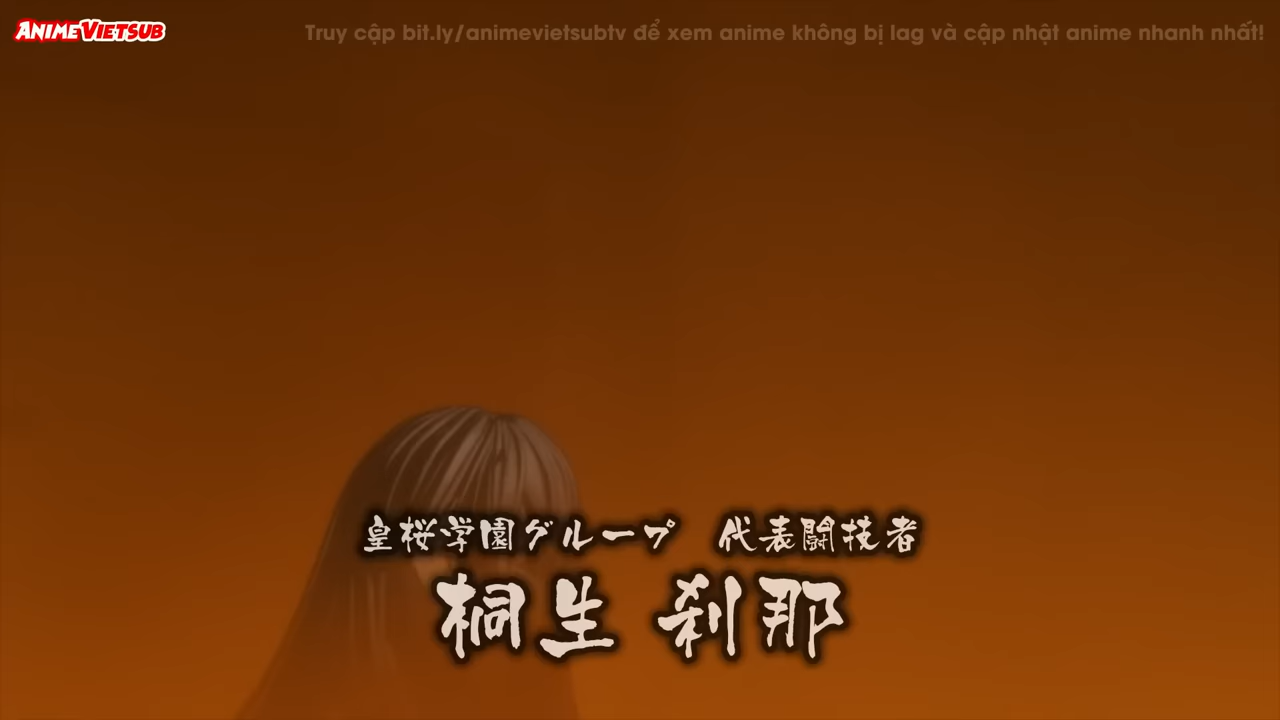 ANIMEVIETSUB
Truy cập bit.ly/animevietsubtv để xem anime không bị lag và cập nhật anime nhanh nhất!
皇桜学園グループ　代表闘技者
桐生 刹那